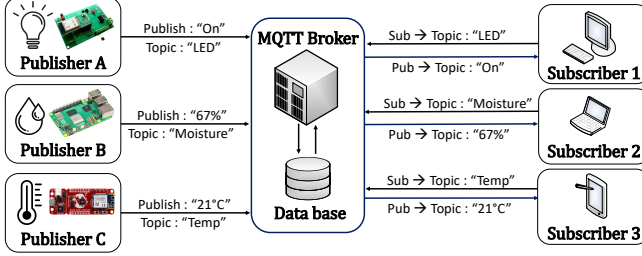 Publish : “On”
Topic : “LED”
Publisher A
Publish : “67%”
Topic : “Moisture”
Publisher B
Publish : “21°C”
Topic : “Temp”
Publisher C
MQTT Broker
Data base
Sub → Topic : “LED”
Pub → Topic : “On”
Subscriber 1
Sub → Topic : “Moisture”
Pub → Topic : “67%”
Subscriber 2
Sub → Topic : “Temp”
Pub → Topic : “21°C”
Subscriber 3